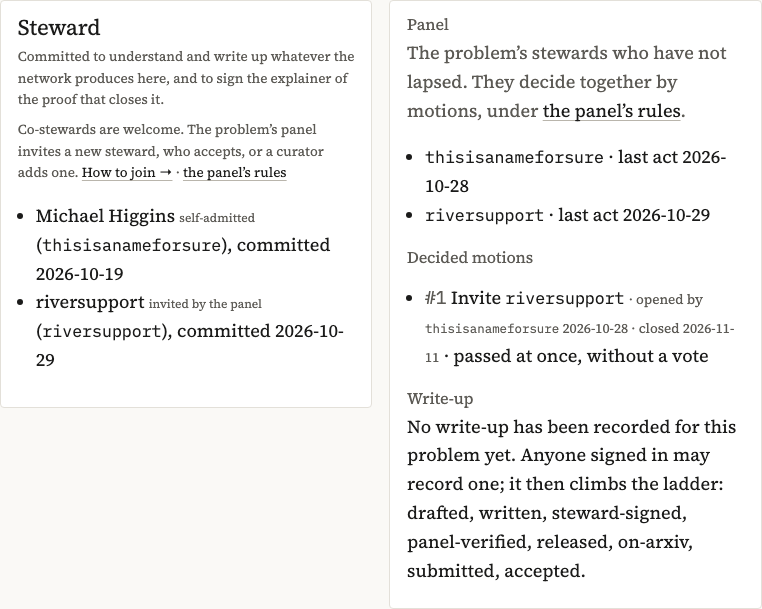 Steward
Committed to understand and write up whatever the
network produces here, and to sign the explainer of
the proof that closes it.
Co-stewards are welcome. The problem’s panel
invites a new steward, who accepts, or a curator
adds one. How to join → · the panel’s rules
• Michael Higgins self-admitted
(thisisanameforsure), committed
2026-10-19
• riversupport invited by the panel
(riversupport), committed 2026-10-
29
Panel
The problem’s stewards who have not
lapsed. They decide together by
motions, under the panel’s rules.
• thisisanameforsure · last act 2026-
10-28
• riversupport · last act 2026-10-29
Decided motions
• #1 Invite riversupport · opened by
thisisanameforsure 2026-10-28 · closed 2026-11-
11 · passed at once, without a vote
Write-up
No write-up has been recorded for this
problem yet. Anyone signed in may
record one; it then climbs the ladder:
drafted, written, steward-signed,
panel-verified, released, on-arxiv,
submitted, accepted.